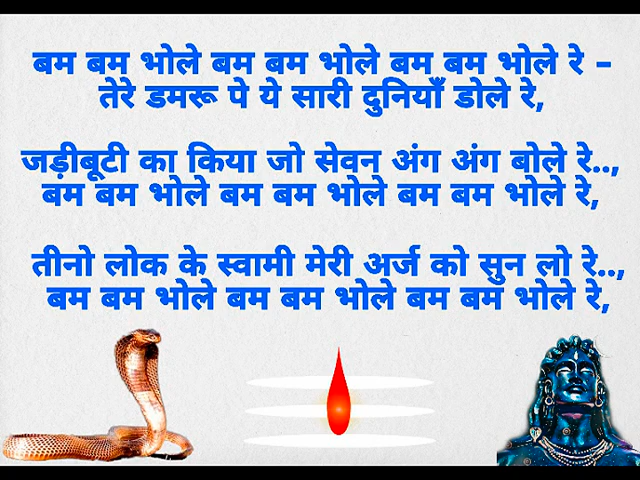 बम बम भोले बम बम भोले बम बम भोले रे –
तेरे डमरू पे ये सारी दुनियाँ डोले रे,
जड़ीबूटी का किया जो सेवन अंग अंग बोले रे..,
बम बम भोले बम बम भोले बम बम भोले रे,
तीनो लोक के स्वामी मेरी अर्ज को सुन लो रे..,
बम बम भोले बम बम भोले बम बम भोले रे,